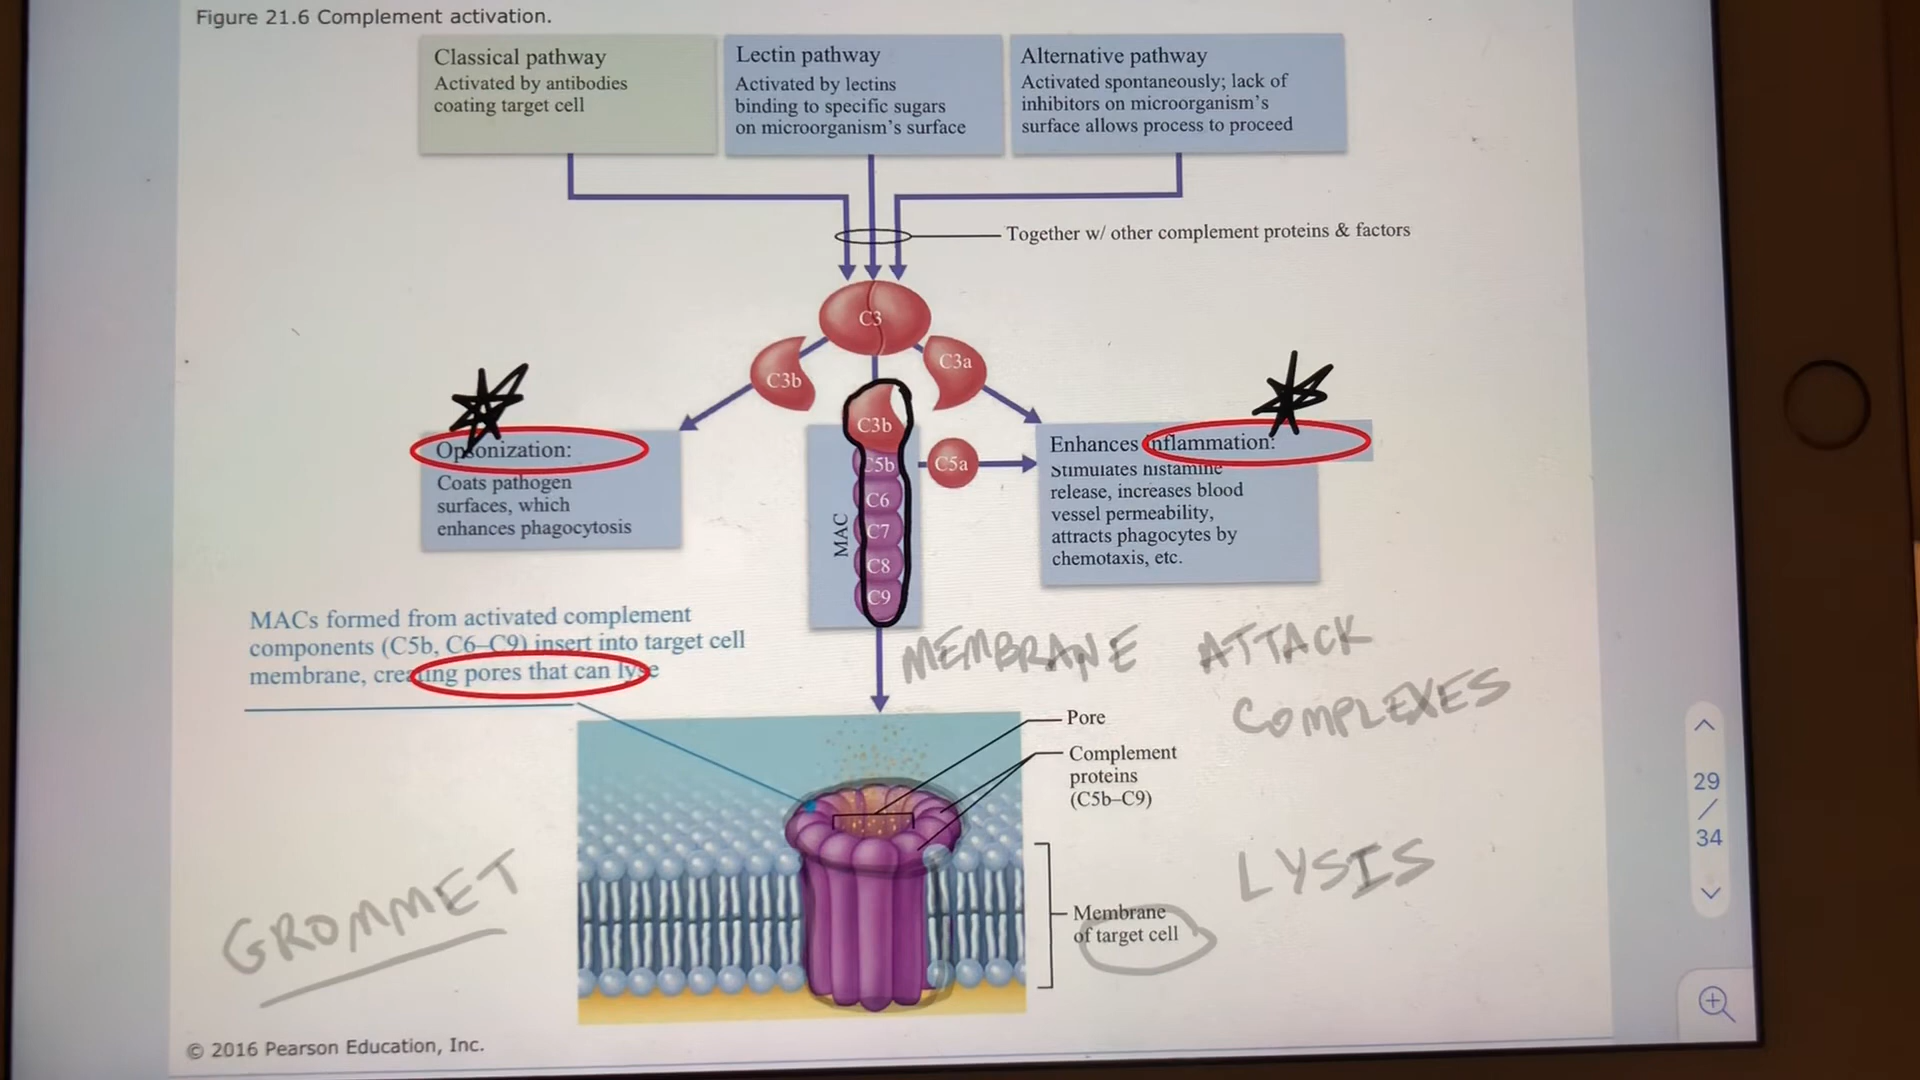 Figure 21.6 Complement activation.
Classical pathway
Activated by antibodies
coating target cell
Lectin pathway
Activated by lectins
binding to specific sugars
on microorganism's surface
Alternative pathway
Activated spontaneously; lack of
inhibitors on microorganism's
surface allows process to proceed
Together w/ other complement proteins & factors
C3
C3b
C3a
Opsonization:
Coats pathogen
surfaces, which
enhances phagocytosis
C3b
C5b
C6
C7
C8
C9
MAC
C5a
Enhances inflammation:
Stimulates histamine
release, increases blood
vessel permeability,
attracts phagocytes by
chemotaxis, etc.
MACs formed from activated complement
components (C5b, C6–C9) insert into target cell
membrane, creating pores that can lyse
MEMBRANE ATTACK
COMPLEXES
Pore
Complement
proteins
(C5b–C9)
Membrane
of target cell
LYSIS
GROMMET
29
/
34
© 2016 Pearson Education, Inc.